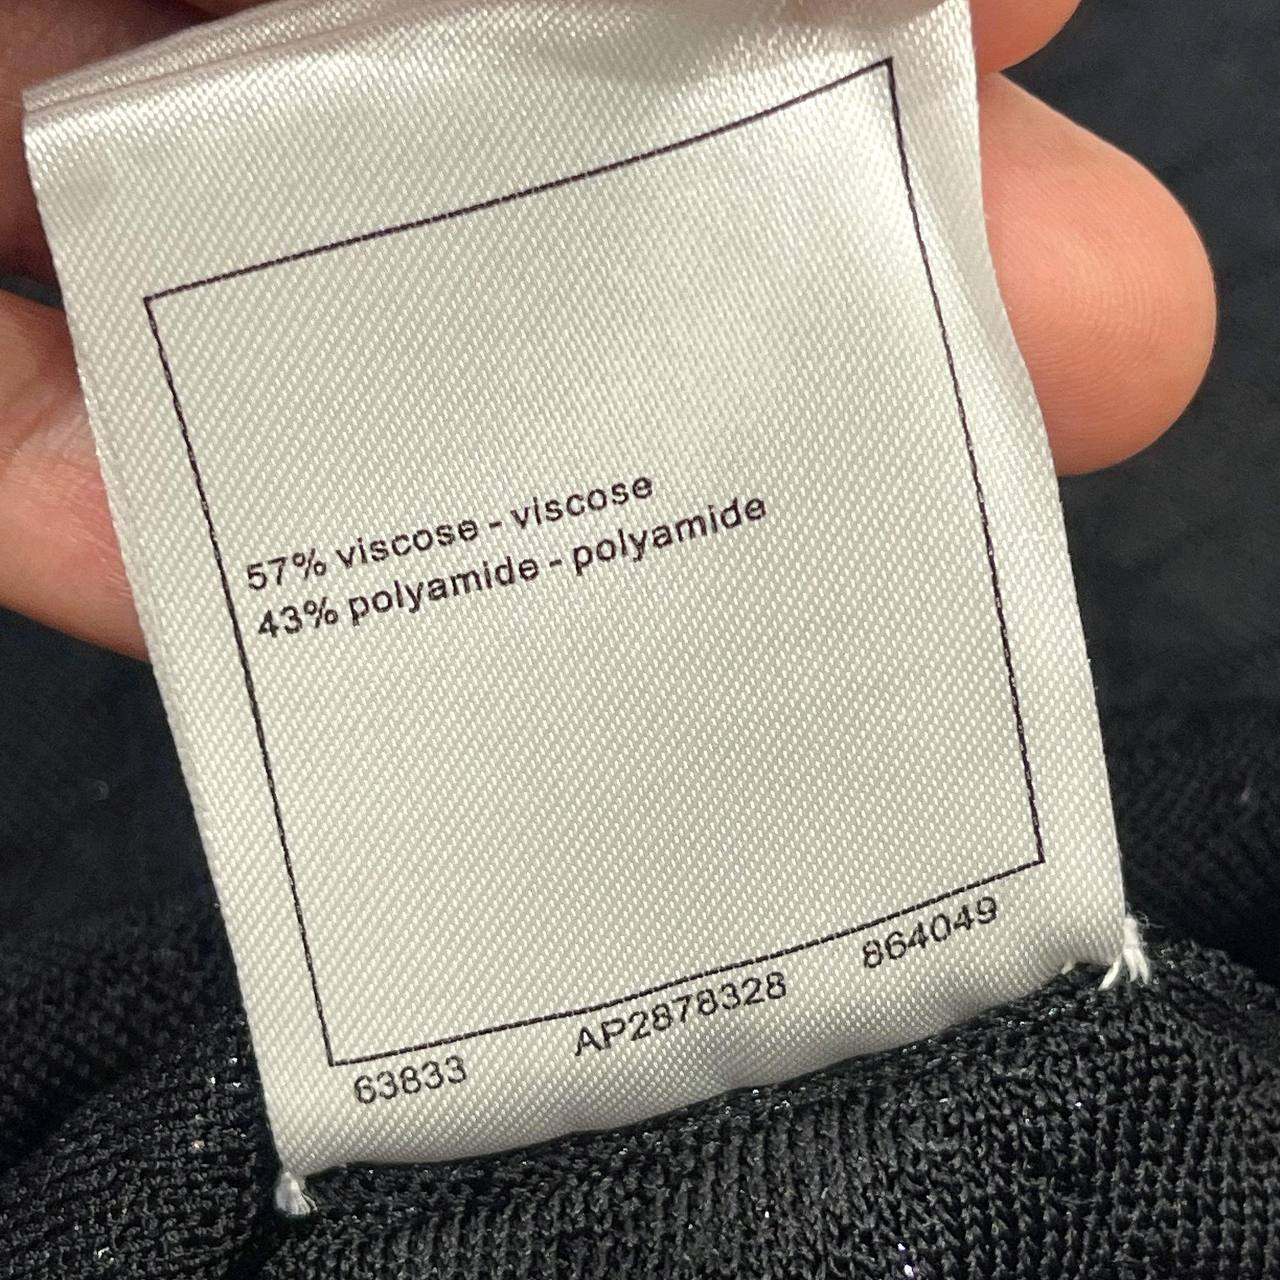 57% viscose - viscose
43% polyamide - polyamide
63833 AP2878328 864049